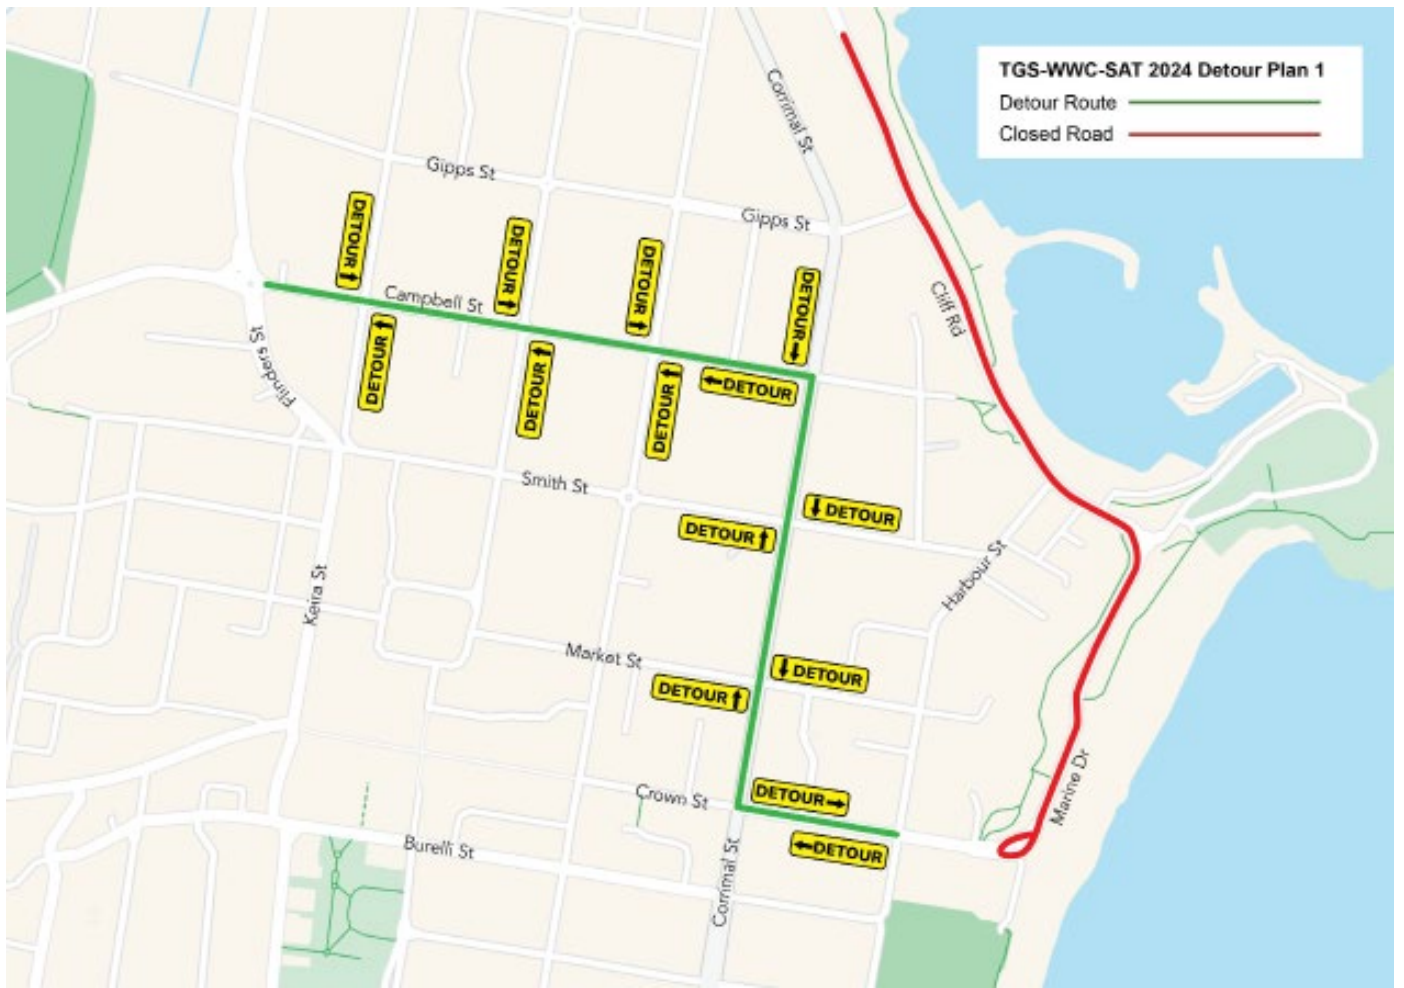 TGS-WWC-SAT 2024 Detour Plan 1
Detour Route
Closed Road
Corrimal St
Gipps St
Gipps St
DETOUR
DETOUR
DETOUR
DETOUR
Campbell St
Cliff Rd
Flinders St
DETOUR
DETOUR
DETOUR
DETOUR
Smith St
DETOUR
DETOUR
Harbour St
Keira St
Market St
DETOUR
DETOUR
Marine Dr
Crown St
DETOUR
DETOUR
Burelli St
Corrimal St